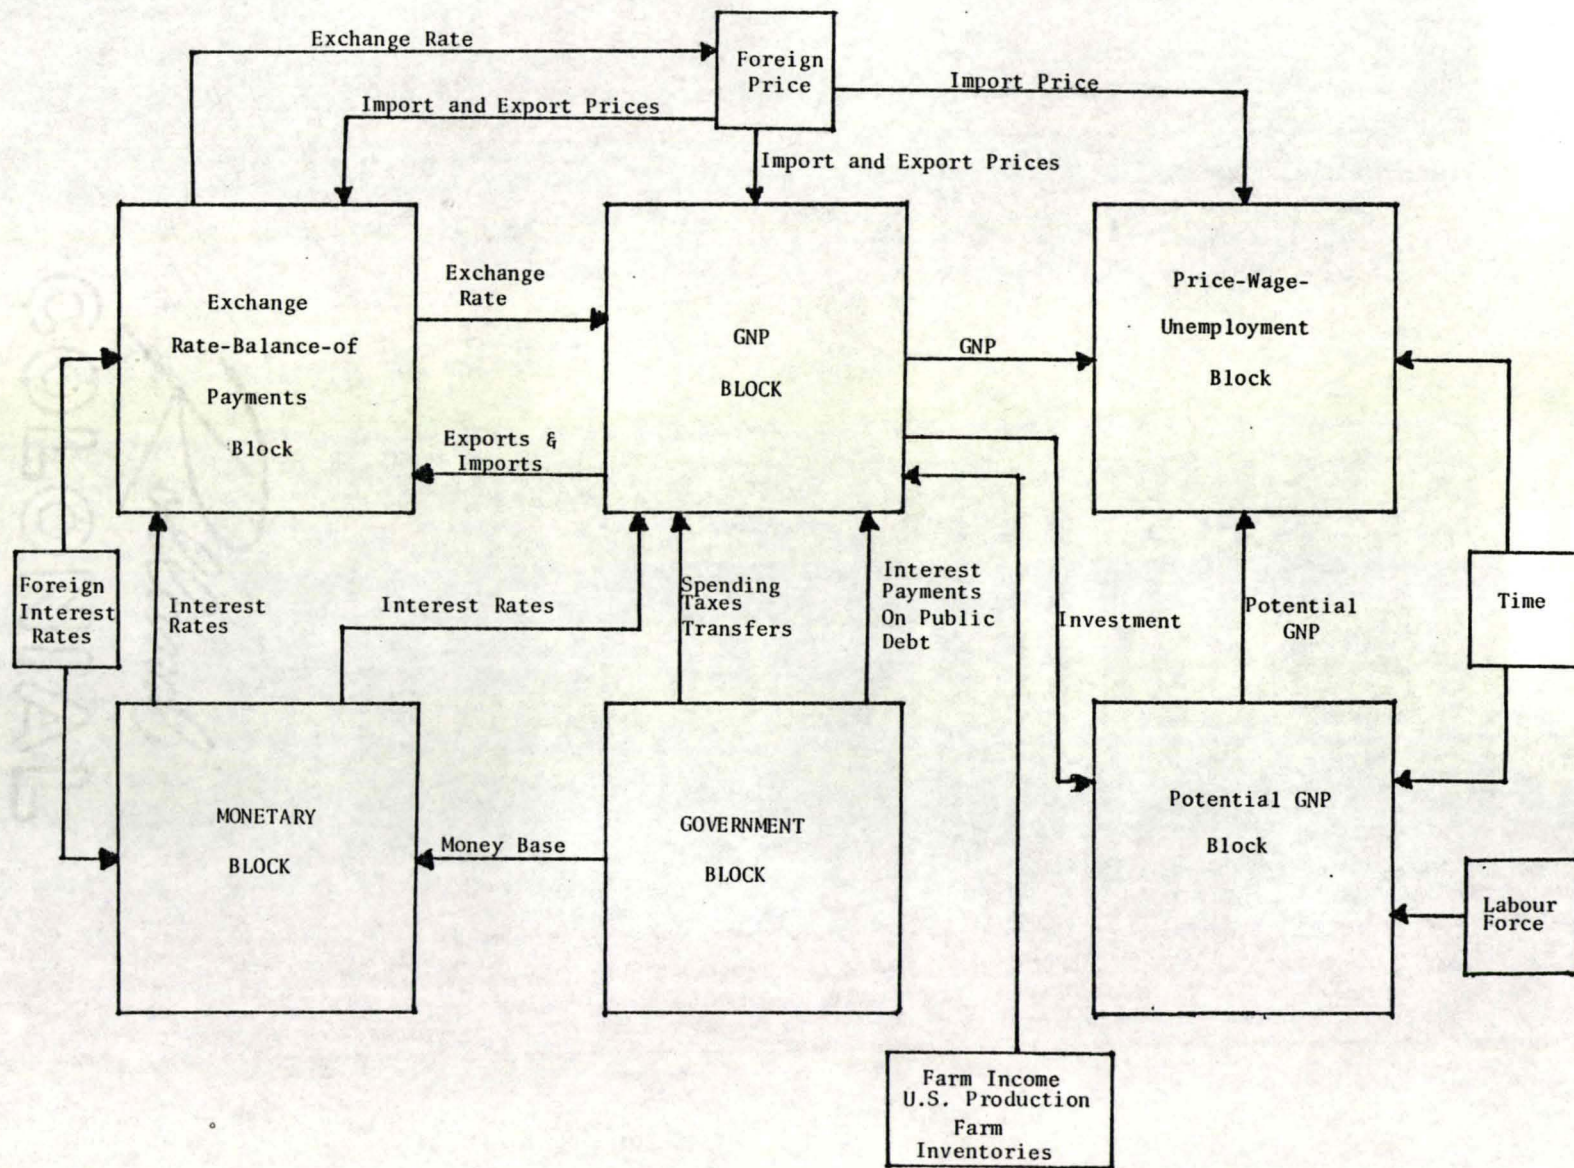 Exchange Rate
Foreign
Price
Import Price
Import and Export Prices
Import and Export Prices
Exchange
Rate-Balance-of
Payments
Block
Exchange
Rate
Exports &
Imports
GNP
BLOCK
GNP
Price-Wage-
Unemployment
Block
Foreign
Interest
Rates
Interest
Rates
Interest Rates
Spending
Taxes
Transfers
Interest
Payments
On Public
Debt
Investment
Potential
GNP
Time
MONETARY
BLOCK
Money Base
GOVERNMENT
BLOCK
Potential GNP
Block
Labour
Force
Farm Income
U.S. Production
Farm
Inventories